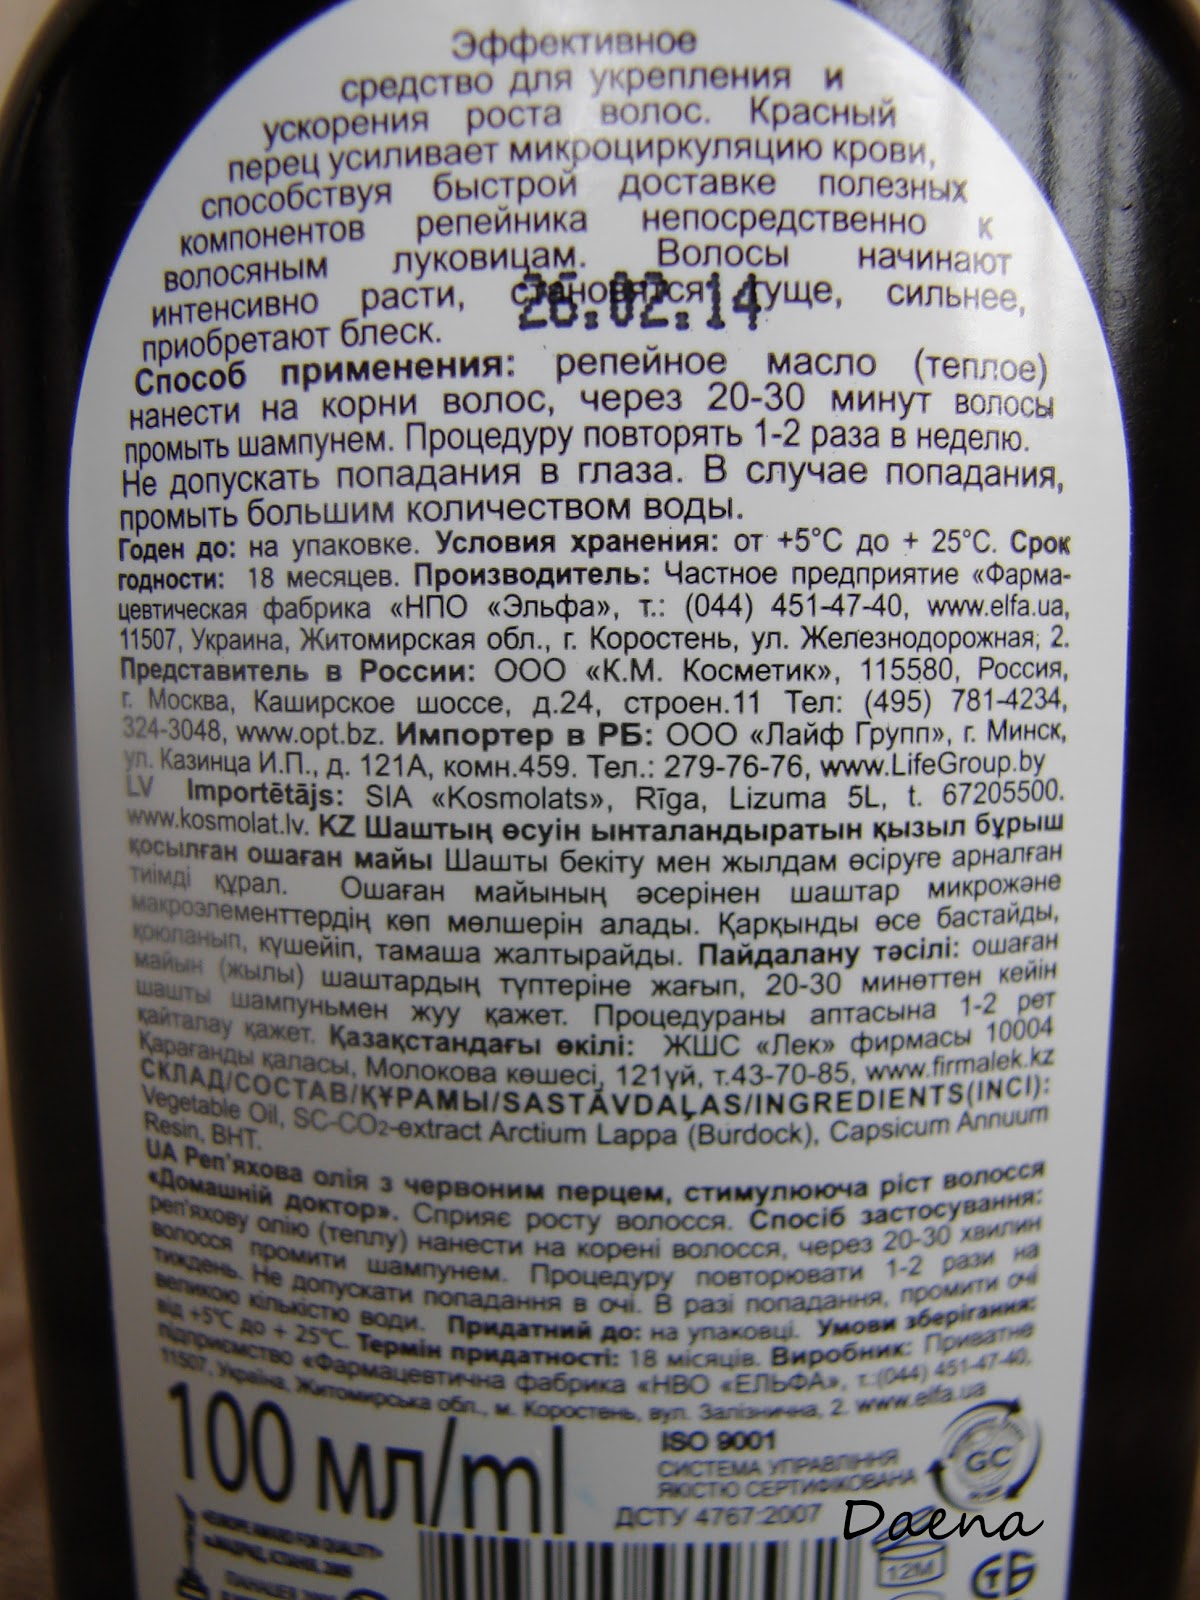 Эффективное
средство для укрепления и
ускорения роста волос. Красный
перец усиливает микроциркуляцию крови,
способствуя быстрой доставке полезных
компонентов репейника непосредственно к
волосяным луковицам. Волосы начинают
интенсивно расти, становятся гуще, сильнее,
26.02.14
приобретают блеск.
Способ применения: репейное масло (теплое)
нанести на корни волос, через 20-30 минут волосы
промыть шампунем. Процедуру повторять 1-2 раза в неделю.
Не допускать попадания в глаза. В случае попадания,
промыть большим количеством воды.
Годен до: на упаковке. Условия хранения: от +5°C до + 25°C. Срок
годности: 18 месяцев. Производитель: Частное предприятие «Фарма-
цевтическая фабрика «НПО «Эльфа», т.: (044) 451-47-40, www.elfa.ua,
11507, Украина, Житомирская обл., г. Коростень, ул. Железнодорожная, 2.
Представитель в России: ООО «К.М. Косметик», 115580, Россия,
г. Москва, Каширское шоссе, д.24, строен.11 Тел: (495) 781-4234,
324-3048, www.opt.bz. Импортер в РБ: ООО «Лайф Групп», г. Минск,
ул. Казинца И.П., д. 121А, комн.459. Тел.: 279-76-76, www.LifeGroup.by
LV Importētājs: SIA «Kosmolats», Rīga, Lizuma 5L, t. 67205500.
www.kosmolat.lv. KZ Шаштың өсуін ынталандыратын қызыл бұрыш
қосылған ошаған майы Шашты бекіту мен жылдам өсіруге арналған
тиімді құрал. Ошаған майының әсерінен шаштар микрожәне
макроэлементтердің көп мөлшерін алады. Қарқынды өсе бастайды,
қоюланып, күшейіп, тамаша жалтырайды. Пайдалану тәсілі: ошаған
майын (жылы) шаштардың түптеріне жағып, 20-30 минөттен кейін
шашты шампуньмен жуу қажет. Процедураны аптасына 1-2 рет
қайталау қажет. Қазақстандағы өкілі: ЖШС «Лек» фирмасы 10004
Қарағанды қаласы, Молокова көшесі, 121үй, т.43-70-85, www.firmalek.kz
СКЛАД/СОСТАВ/ҚҰРАМЫ/SASTĀVDAĻAS/INGREDIENTS(INCI):
Vegetable Oil, SC-CO2-extract Arctium Lappa (Burdock), Capsicum Annuum
Resin, BHT.
UA Реп'яхова олія з червоним перцем, стимулююча ріст волосся
«Домашній доктор». Сприяє росту волосся. Спосіб застосування:
реп'яхову олію (теплу) нанести на корені волосся, через 20-30 хвилин
волосся промити шампунем. Процедуру повторювати 1-2 рази на
тиждень. Не допускати попадання в очі. В разі попадання, промити очі
великою кількістю води. Придатний до: на упаковці. Умови зберігання:
від +5°C до + 25°C. Термін придатності: 18 місяців. Виробник: Приватне
підприємство «Фармацевтична фабрика «НВО «ЕЛЬФА», т.:(044) 451-47-40,
11507, Україна, Житомирська обл., м. Коростень, вул. Залізнична, 2. www.elfa.ua
100 мл/ml
ISO 9001
СИСТЕМА УПРАВЛІННЯ
ЯКІСТЮ СЕРТИФІКОВАНА
ДСТУ 4767:2007
GC
Daena
12M